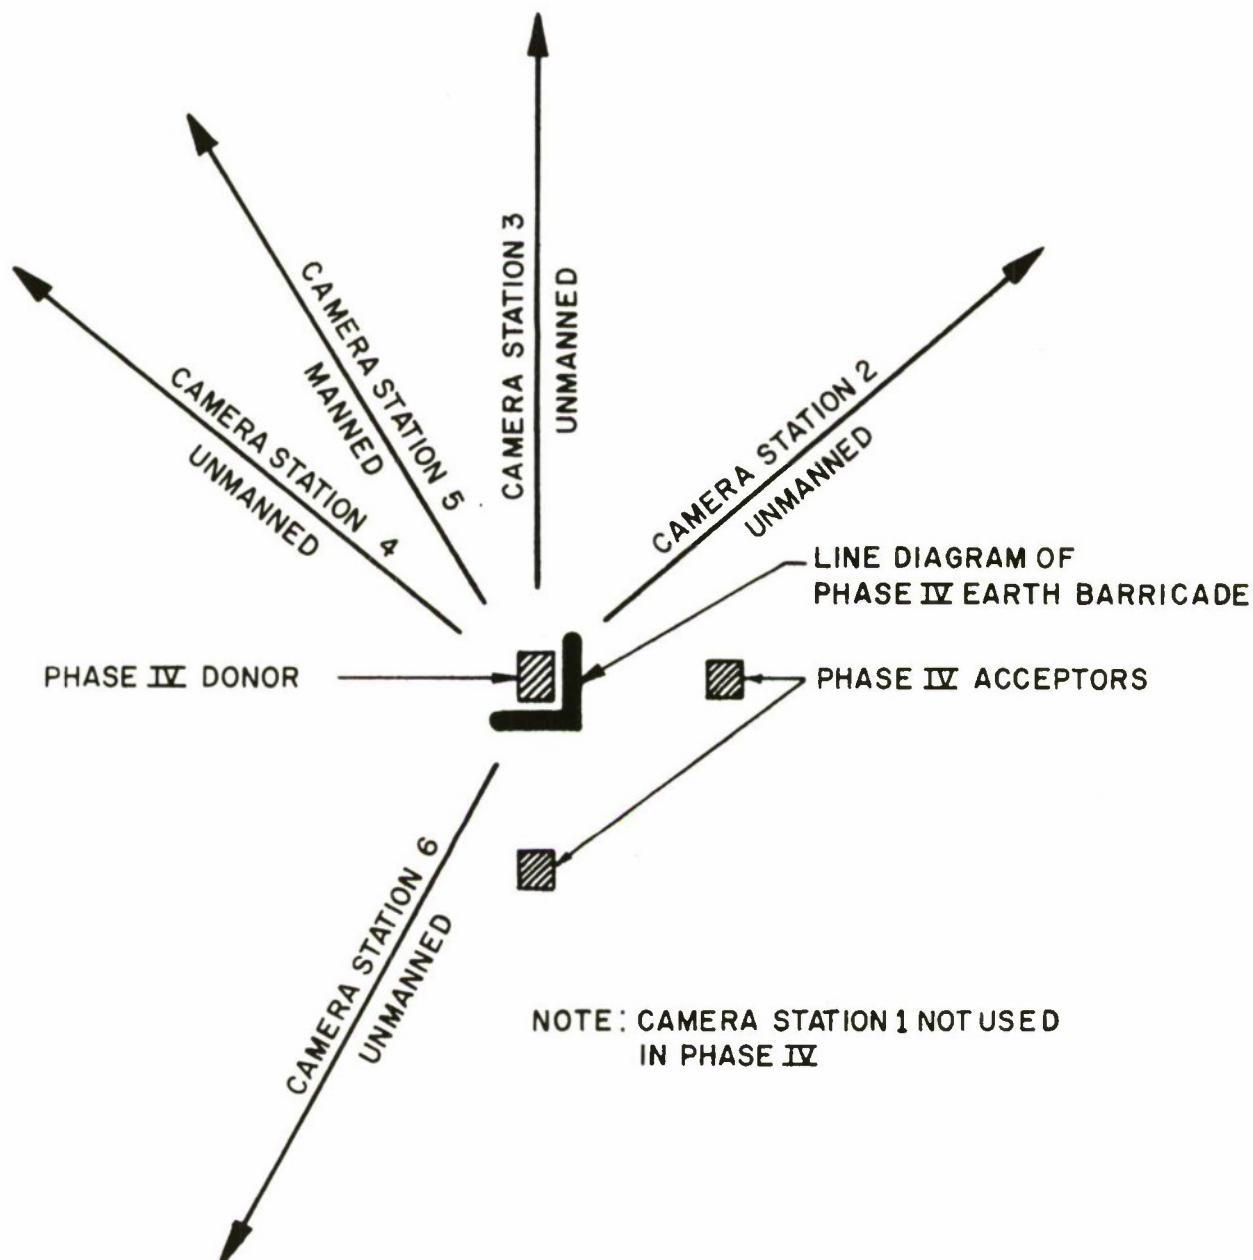 CAMERA STATION 3
UNMANNED
CAMERA STATION 5
MANNED
CAMERA STATION 4
UNMANNED
CAMERA STATION 2
UNMANNED
LINE DIAGRAM OF
PHASE IV EARTH BARRICADE
PHASE IV DONOR
PHASE IV ACCEPTORS
CAMERA STATION 6
UNMANNED
NOTE: CAMERA STATION 1 NOT USED
IN PHASE IV